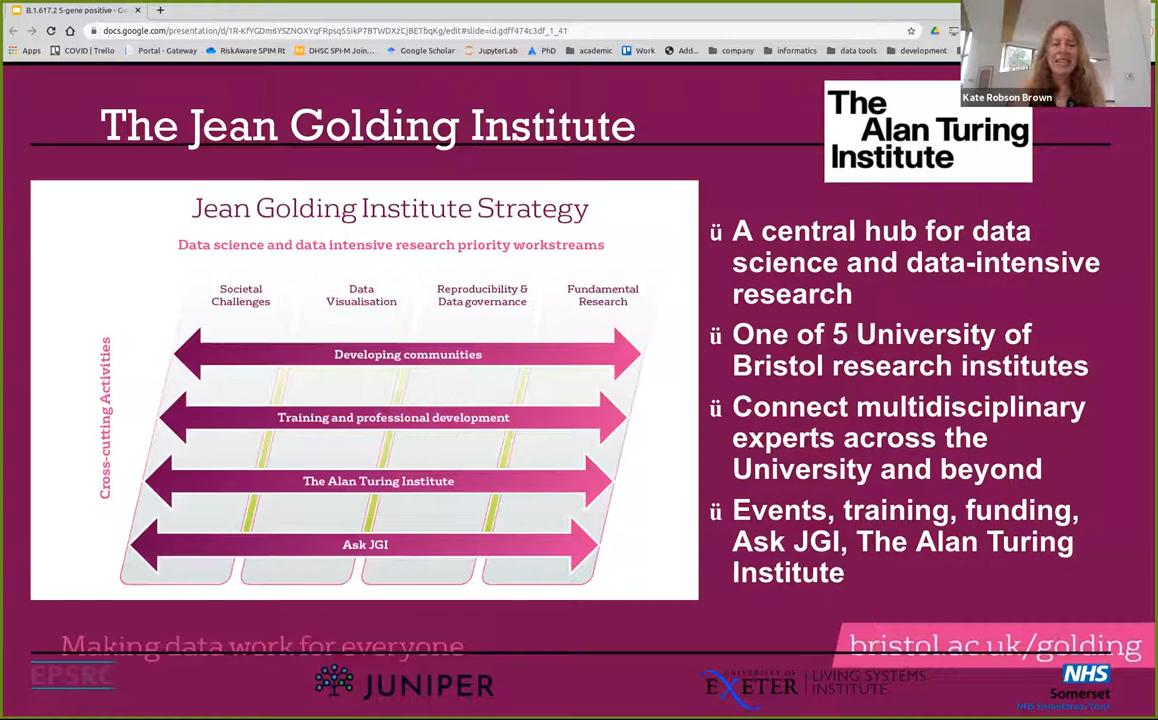 B.1.617.2 S-gene positive - Go
docs.google.com/presentation/d/1R-KfYGDm6YSZNOXYqFRpsq5SikP7BTWDXzCjBETbqKg/edit#slide=id.gdff474c3df_1_41
Apps
COVID | Trello
Portal - Gateway
RiskAware SPIM Rt
DHSC SPI-M Join...
Google Scholar
JupyterLab
PhD
academic
Work
Add...
company
informatics
data tools
development
Kate Robson Brown
The Jean Golding Institute
The
Alan Turing
Institute
Jean Golding Institute Strategy
Data science and data intensive research priority workstreams
Societal
Challenges
Data
Visualisation
Reproducibility &
Data governance
Fundamental
Research
Cross-cutting Activities
Developing communities
Training and professional development
The Alan Turing Institute
Ask JGI
ü A central hub for data
science and data-intensive
research
ü One of 5 University of
Bristol research institutes
ü Connect multidisciplinary
experts across the
University and beyond
ü Events, training, funding,
Ask JGI, The Alan Turing
Institute
Making data work for everyone
bristol.ac.uk/golding
EPSRC
JUNIPER
UNIVERSITY OF
EXETER
LIVING SYSTEMS
INSTITUTE
NHS
Somerset
NHS Foundation Trust